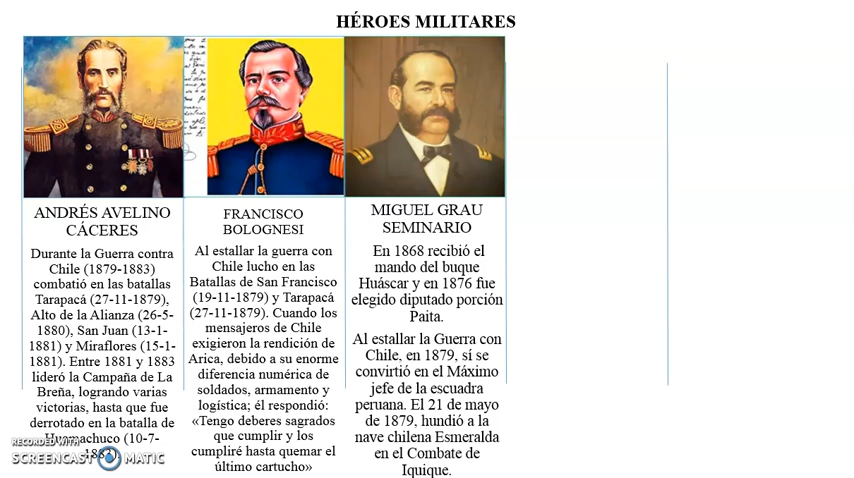 HÉROES MILITARES
ANDRÉS AVELINO
CÁCERES
Durante la Guerra contra
Chile (1879-1883)
combatió en las batallas
Tarapacá (27-11-1879),
Alto de la Alianza (26-5-
1880), San Juan (13-1-
1881) y Miraflores (15-1-
1881). Entre 1881 y 1883
lideró la Campaña de La
Breña, logrando varias
victorias, hasta que fue
derrotado en la batalla de
Huamachuco (10-7-
1883).
FRANCISCO
BOLOGNESI
Al estallar la guerra con
Chile lucho en las
Batallas de San Francisco
(19-11-1879) y Tarapacá
(27-11-1879). Cuando los
mensajeros de Chile
exigieron la rendición de
Arica, debido a su enorme
diferencia numérica de
soldados, armamento y
logística; él respondió:
«Tengo deberes sagrados
que cumplir y los
cumpliré hasta quemar el
último cartucho»
MIGUEL GRAU
SEMINARIO
En 1868 recibió el
mando del buque
Huáscar y en 1876 fue
elegido diputado porción
Paita.
Al estallar la Guerra con
Chile, en 1879, sí se
convirtió en el Máximo
jefe de la escuadra
peruana. El 21 de mayo
de 1879, hundió a la
nave chilena Esmeralda
en el Combate de
Iquique.
RECORDED WITH
SCREENCAST MATIC